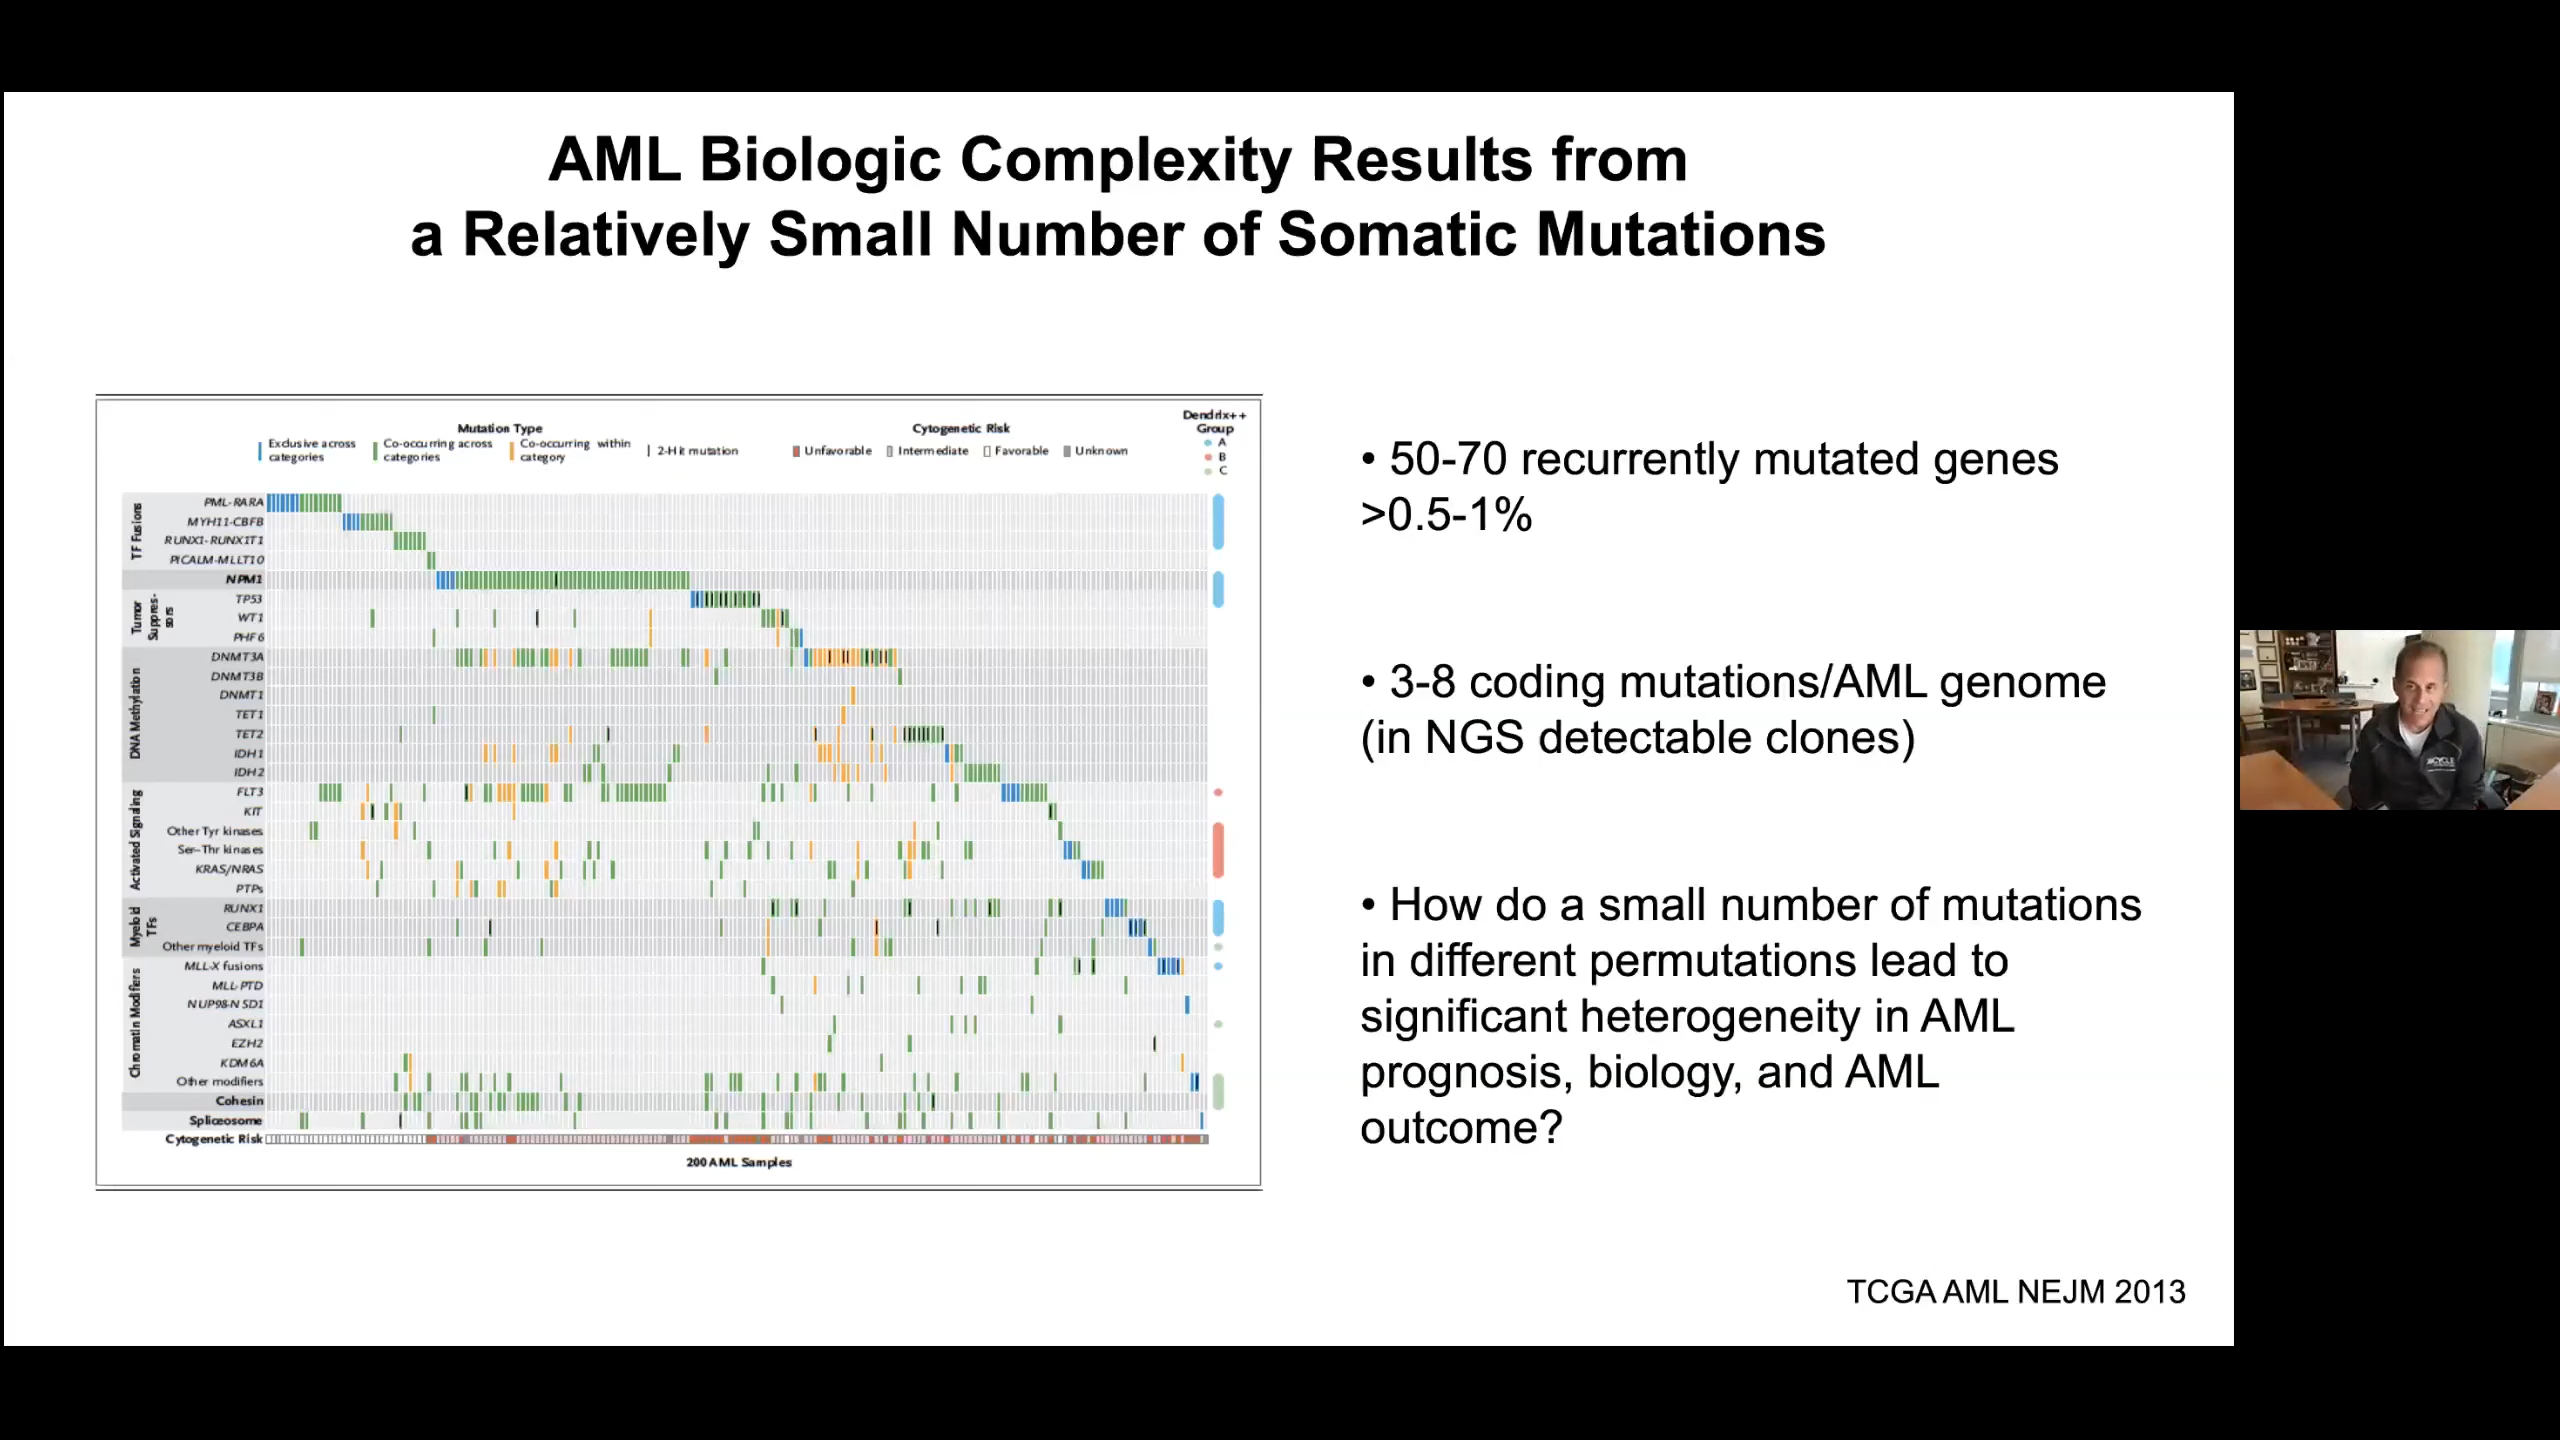 AML Biologic Complexity Results from
a Relatively Small Number of Somatic Mutations
Mutation Type
Exclusive across
categories
Co-occurring across
categories
Co-occurring within
category
2-Hit mutation
Cytogenetic Risk
Unfavorable
Intermediate
Favorable
Unknown
Dendrix++
Group
A
B
C
TF Fusions
PML-RARA
MYH11-CBFB
RUNX1-RUNX1T1
PICALM-MLLT10
NPM1
Tumor
Suppres-
sors
TP53
WT1
PHF6
DNA Methylation
DNMT3A
DNMT3B
DNMT1
TET1
TET2
IDH1
IDH2
Activated Signaling
FLT3
KIT
Other Tyr kinases
Ser–Thr kinases
KRAS/NRAS
PTPs
Myeloid
TFs
RUNX1
CEBPA
Other myeloid TFs
Chromatin Modifiers
MLL-X fusions
MLL-PTD
NUP98-NSD1
ASXL1
EZH2
KDM6A
Other modifiers
Cohesin
Spliceosome
Cytogenetic Risk
200 AML Samples
• 50-70 recurrently mutated genes
>0.5-1%
• 3-8 coding mutations/AML genome
(in NGS detectable clones)
• How do a small number of mutations
in different permutations lead to
significant heterogeneity in AML
prognosis, biology, and AML
outcome?
TCGA AML NEJM 2013